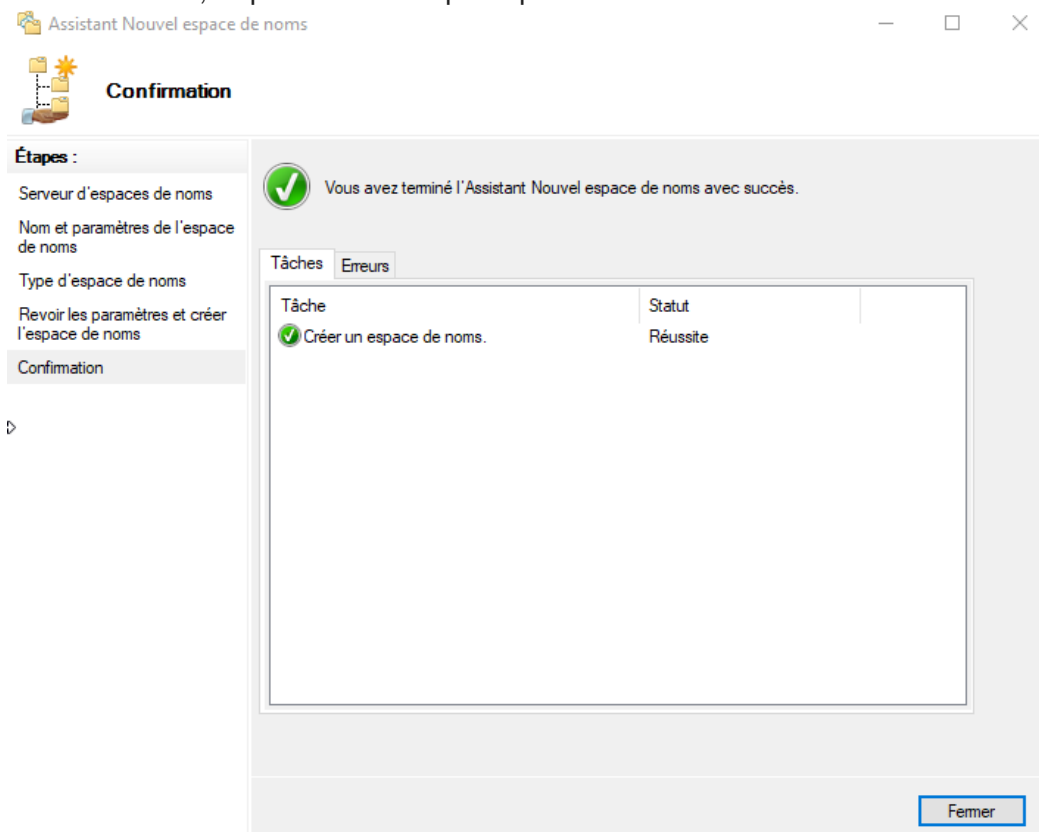 Assistant Nouvel espace de noms
Confirmation
Étapes :
Serveur d'espaces de noms
Nom et paramètres de l'espace
de noms
Type d'espace de noms
Revoir les paramètres et créer
l'espace de noms
Confirmation
Vous avez terminé l'Assistant Nouvel espace de noms avec succès.
Tâches Erreurs
Tâche Statut
Créer un espace de noms. Réussite
Fermer